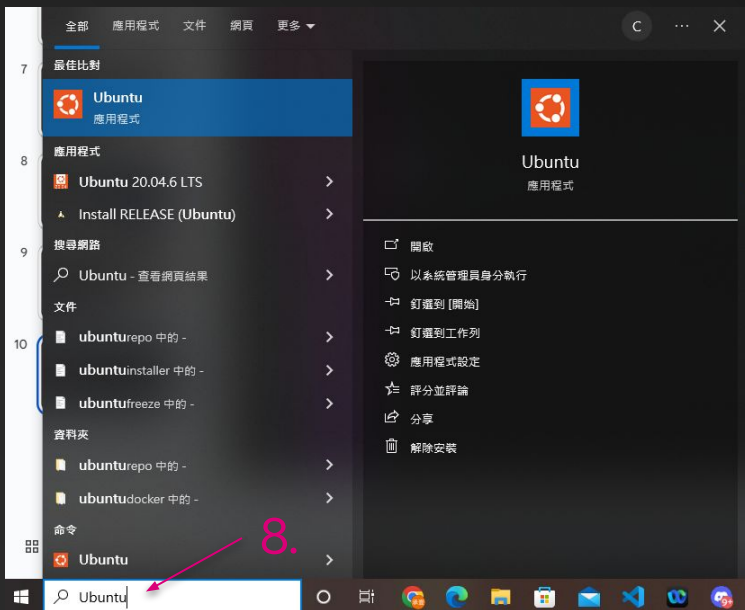 全部 應用程式 文件 網頁 更多
C
7
8
9
10
最佳比對
Ubuntu
應用程式
應用程式
Ubuntu 20.04.6 LTS
Install RELEASE (Ubuntu)
搜尋網路
Ubuntu - 查看網頁結果
文件
ubunturepo 中的 -
ubuntuinstaller 中的 -
ubuntufreeze 中的 -
資料夾
ubunturepo 中的 -
ubuntudocker 中的 -
命令
Ubuntu
Ubuntu
應用程式
開啟
以系統管理員身分執行
釘選到 [開始]
釘選到工作列
應用程式設定
評分並評論
分享
解除安裝
8.
Ubuntu